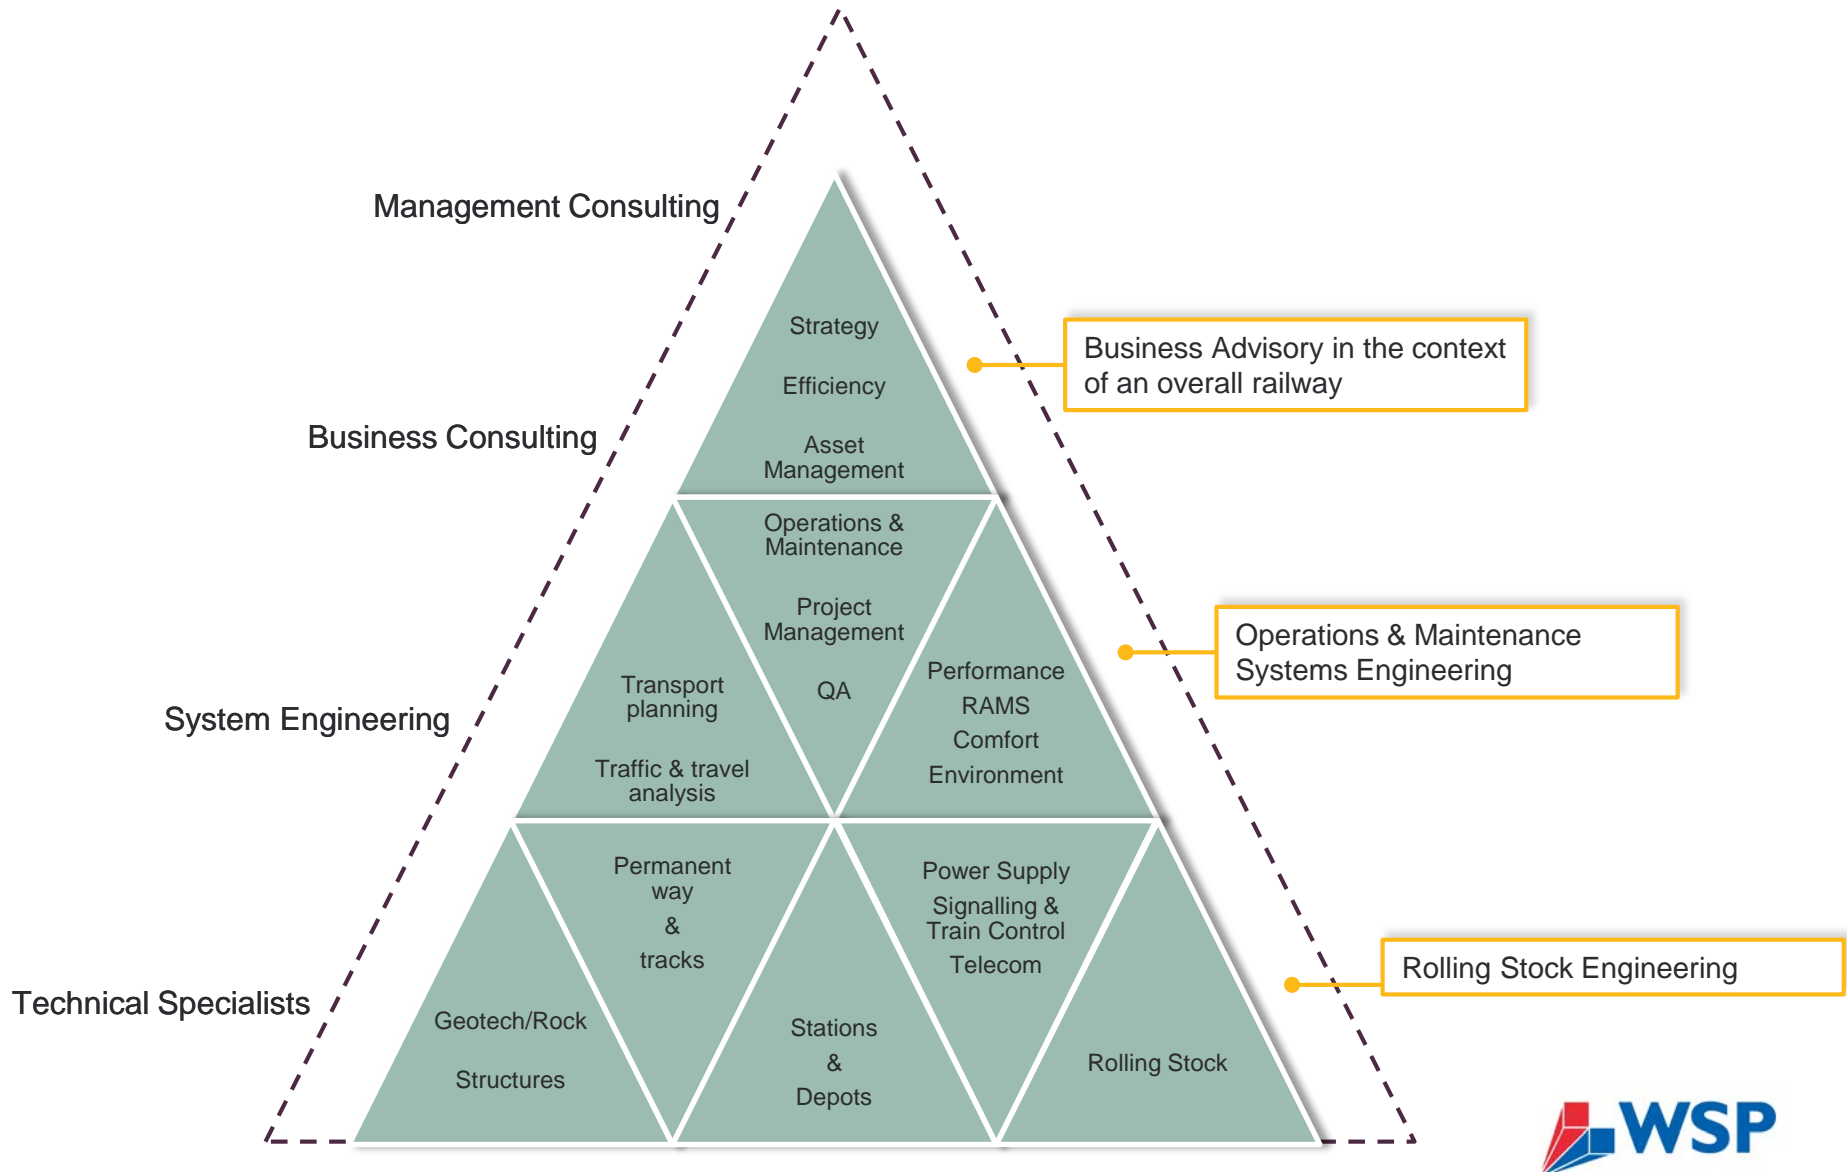 Management Consulting
Business Consulting
System Engineering
Technical Specialists
Strategy
Efficiency
Asset
Management
Operations &
Maintenance
Project
Management
QA
Transport
planning
Traffic & travel
analysis
Performance
RAMS
Comfort
Environment
Geotech/Rock
Structures
Permanent
way
&
tracks
Stations
&
Depots
Power Supply
Signalling &
Train Control
Telecom
Rolling Stock
Business Advisory in the context
of an overall railway
Operations & Maintenance
Systems Engineering
Rolling Stock Engineering
WSP